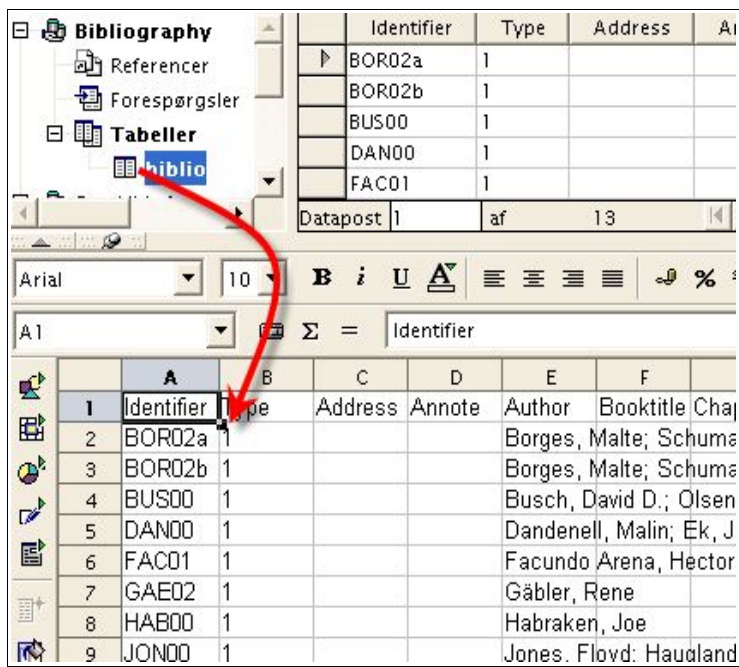 Bibliography
Referencer
Forespørgsler
Tabeller
biblio
Identifier Type Address
BOR02a 1
BOR02b 1
BUS00 1
DAN00 1
FAC01 1
Datapost 1 af 13
Arial 10 B i U A %
A1 Σ = Identifier
A B C D E F
1 Identifier Type Address Annote Author Booktitle Chap
2 BOR02a 1 Borges, Malte; Schuma
3 BOR02b 1 Borges, Malte; Schuma
4 BUS00 1 Busch, David D.; Olsen
5 DAN00 1 Dandenell, Malin; Ek, J
6 FAC01 1 Facundo Arena, Hector
7 GAE02 1 Gäbler, Rene
8 HAB00 1 Habraken, Joe
9 JON00 1 Jones, Floyd; Haugland